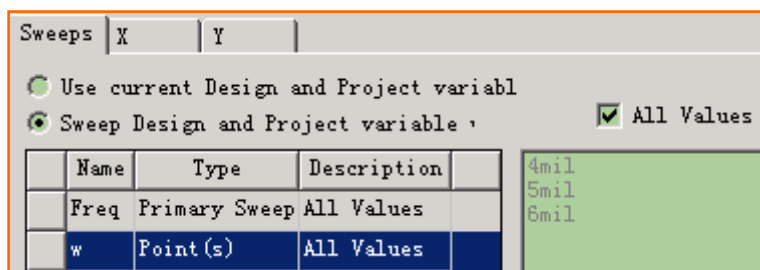 Sweeps X Y
Use current Design and Project variabl
Sweep Design and Project variable
All Values
Name Type Description
Freq Primary Sweep All Values
w Point(s) All Values
4mil
5mil
6mil